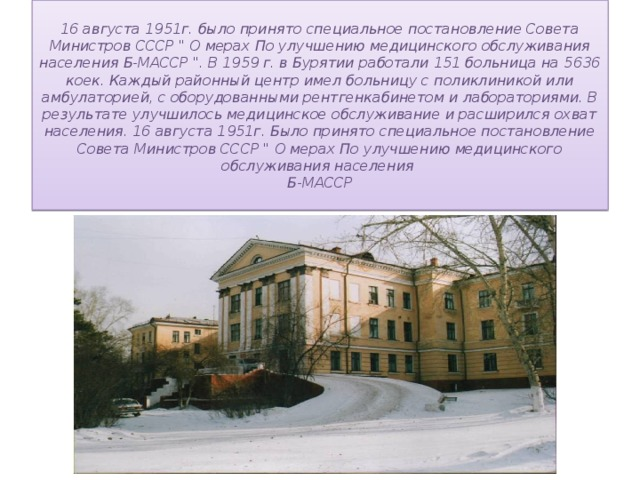 16 августа 1951г. было принято специальное постановление Совета
Министров СССР " О мерах По улучшению медицинского обслуживания
населения Б-МАССР ". В 1959 г. в Бурятии работали 151 больница на 5636
коек. Каждый районный центр имел больницу с поликлиникой или
амбулаторией, с оборудованными рентгенкабинетом и лабораториями. В
результате улучшилось медицинское обслуживание и расширился охват
населения. 16 августа 1951г. Было принято специальное постановление
Совета Министров СССР " О мерах По улучшению медицинского
обслуживания населения
Б-МАССР